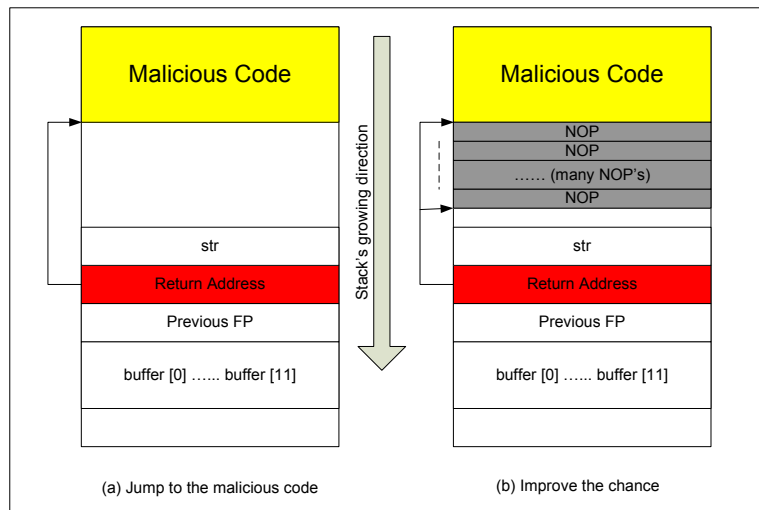 Malicious Code
str
Return Address
Previous FP
buffer [0] …... buffer [11]
(a) Jump to the malicious code
Stack's growing direction
Malicious Code
NOP
NOP
…... (many NOP's)
NOP
str
Return Address
Previous FP
buffer [0] …... buffer [11]
(b) Improve the chance